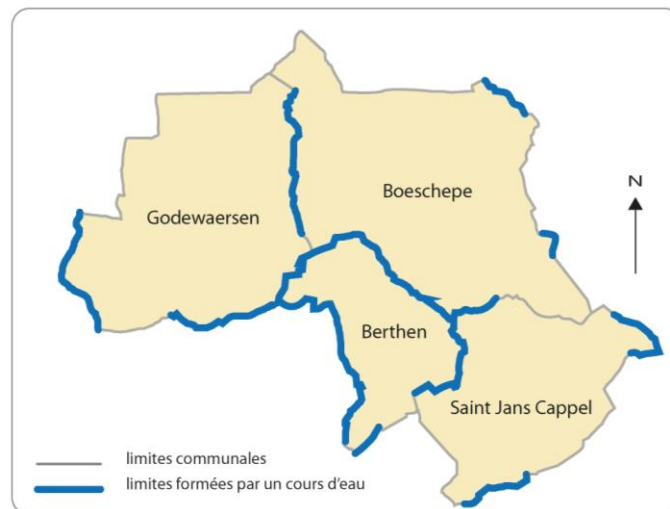 Boeschepe
N
Godewaersen
Berthen
Saint Jans Cappel
limites communales
limites formées par un cours d'eau